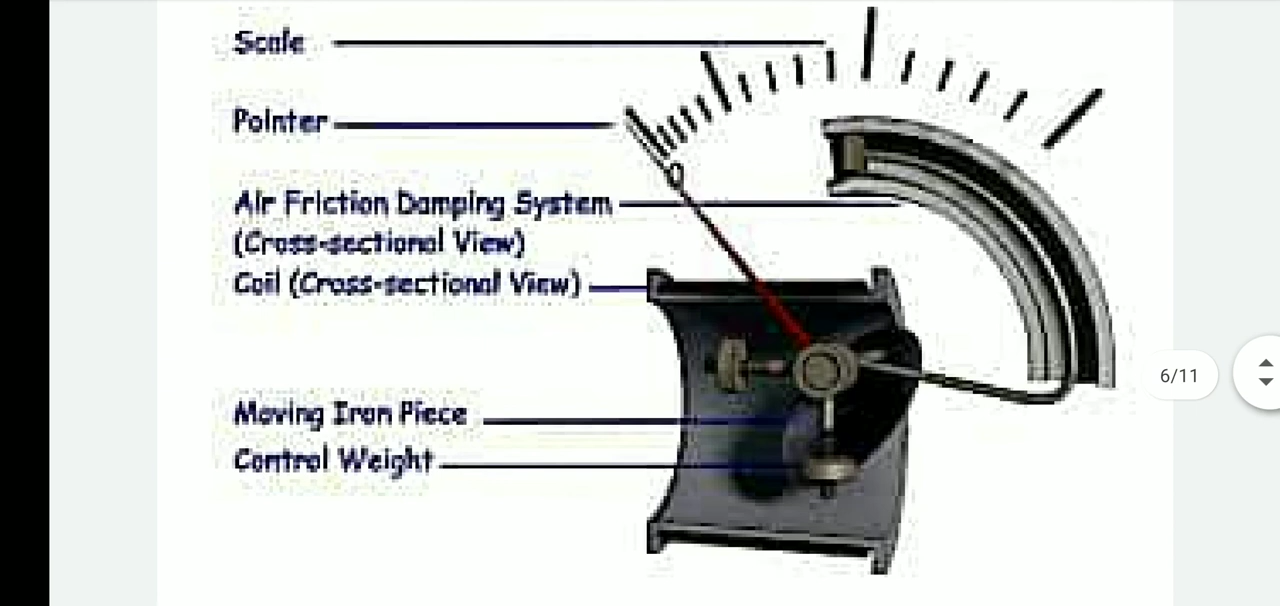 Scale
Pointer
0
Air Friction Damping System
(Cross-sectional View)
Coil (Cross-sectional View)
Moving Iron Piece
Control Weight
6/11